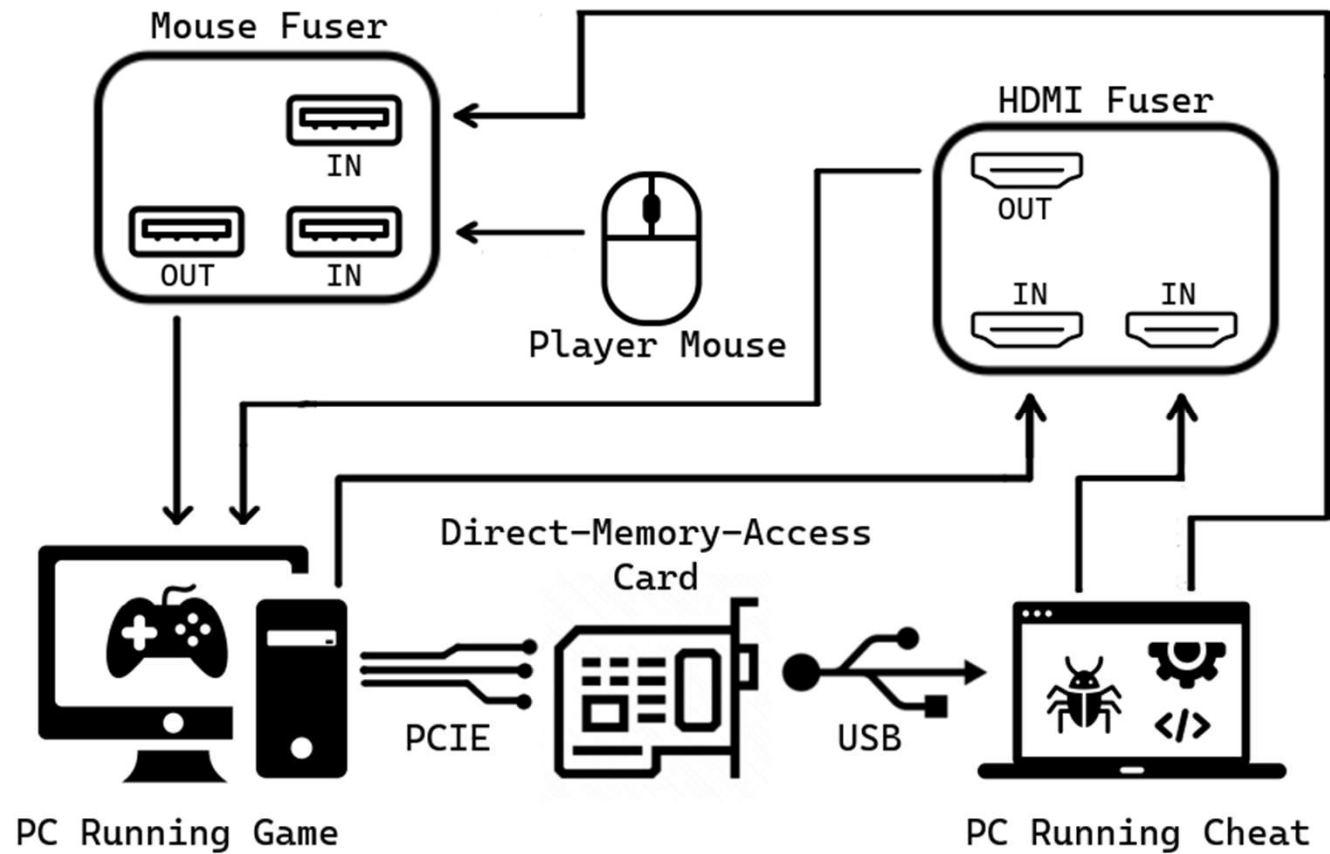 Mouse Fuser
IN
OUT
IN
Player Mouse
HDMI Fuser
OUT
IN
IN
Direct-Memory-Access
Card
PCIE
USB
</>
PC Running Game
PC Running Cheat